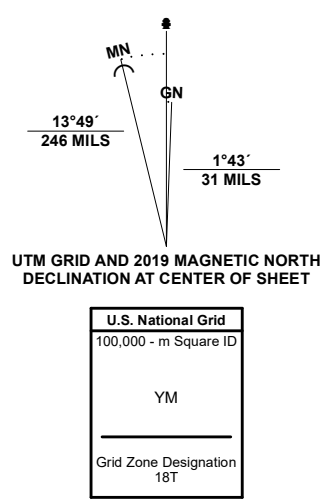 MN
GN
13°49´
246 MILS
1°43´
31 MILS
UTM GRID AND 2019 MAGNETIC NORTH
DECLINATION AT CENTER OF SHEET
U.S. National Grid
100,000 - m Square ID
YM
Grid Zone Designation
18T